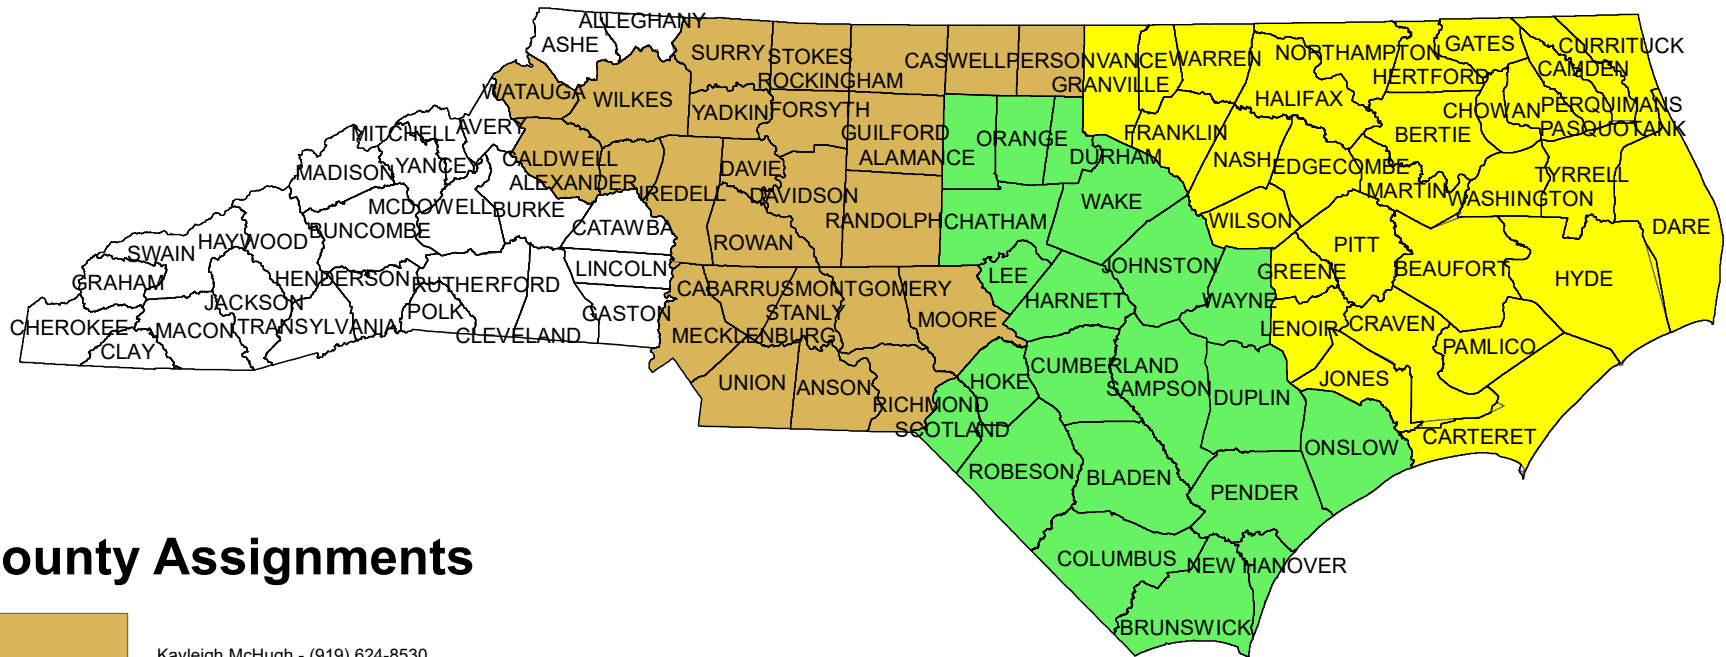 ALLEGHANY
ASHE
SURRY
STOKES
ROCKINGHAM
CASWELL
PERSON
VANCE
GRANVILLE
WARREN
NORTHAMPTON
GATES
CURRITUCK
CAMDEN
HERTFORD
HALIFAX
CHOWAN
PERQUIMANS
PASQUOTANK
BERTIE
WATAUGA
WILKES
YADKIN
FORSYTH
GUILFORD
ALAMANCE
ORANGE
DURHAM
FRANKLIN
NASH
EDGECOMBE
MARTIN
WASHINGTON
TYRRELL
DARE
MITCHELL
AVERY
YANCEY
MADISON
CALDWELL
ALEXANDER
IREDELL
DAVIE
DAVIDSON
RANDOLPH
CHATHAM
WAKE
WILSON
PITT
BEAUFORT
HYDE
MCDOWELL
BURKE
BUNCOMBE
CATAWBA
ROWAN
HAYWOOD
SWAIN
GRAHAM
HENDERSON
RUTHERFORD
LINCOLN
CABARRUS
MONTGOMERY
STANLY
MOORE
LEE
HARNETT
JOHNSTON
WAYNE
GREENE
LENOIR
CRAVEN
PAMLICO
JONES
CARTERET
CHEROKEE
CLAY
MACON
JACKSON
TRANSYLVANIA
POLK
CLEVELAND
GASTON
MECKLENBURG
UNION
ANSON
RICHMOND
SCOTLAND
HOKE
CUMBERLAND
SAMPSON
DUPLIN
ONSLOW
ROBESON
BLADEN
PENDER
COLUMBUS
NEW HANOVER
BRUNSWICK
ounty Assignments
Kayleigh McHugh - (919) 624-8530